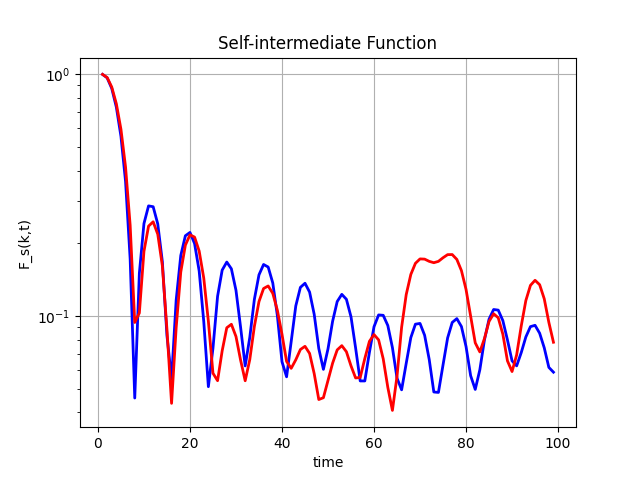 Self-intermediate Function
F_s(k,t)
10⁰
10⁻¹
0 20 40 60 80 100
time